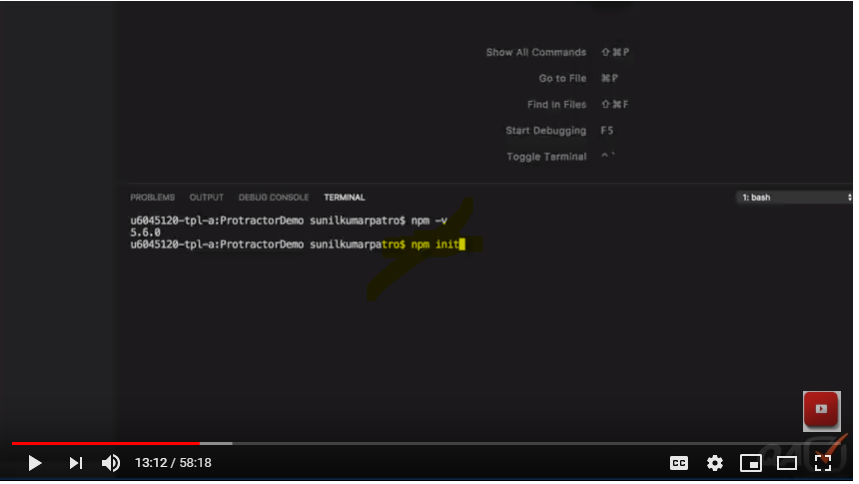 Show All Commands ⇧⌘P
Go to File ⌘P
Find in Files ⇧⌘F
Start Debugging F5
Toggle Terminal ^`
PROBLEMS OUTPUT DEBUG CONSOLE TERMINAL 1: bash
u6045120-tpl-a:ProtractorDemo sunilkumarpatro$ npm -v
5.6.0
u6045120-tpl-a:ProtractorDemo sunilkumarpatro$ npm init
13:12 / 58:18 CC